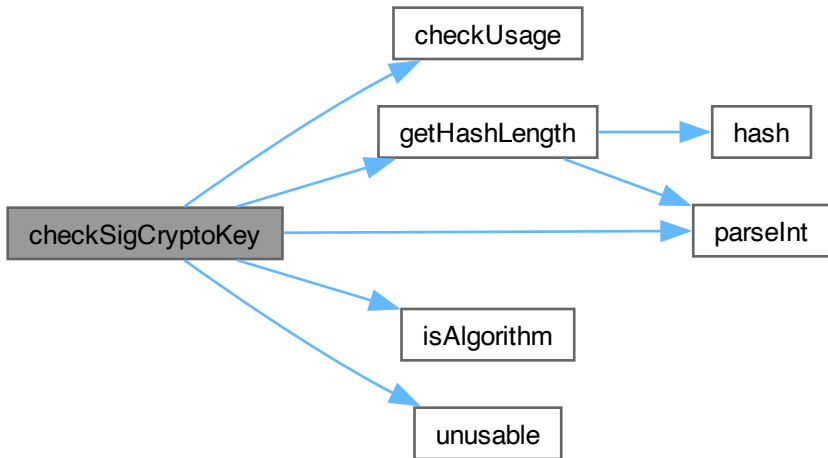 checkUsage
getHashLength
hash
checkSigCryptoKey
parseInt
isAlgorithm
unusable